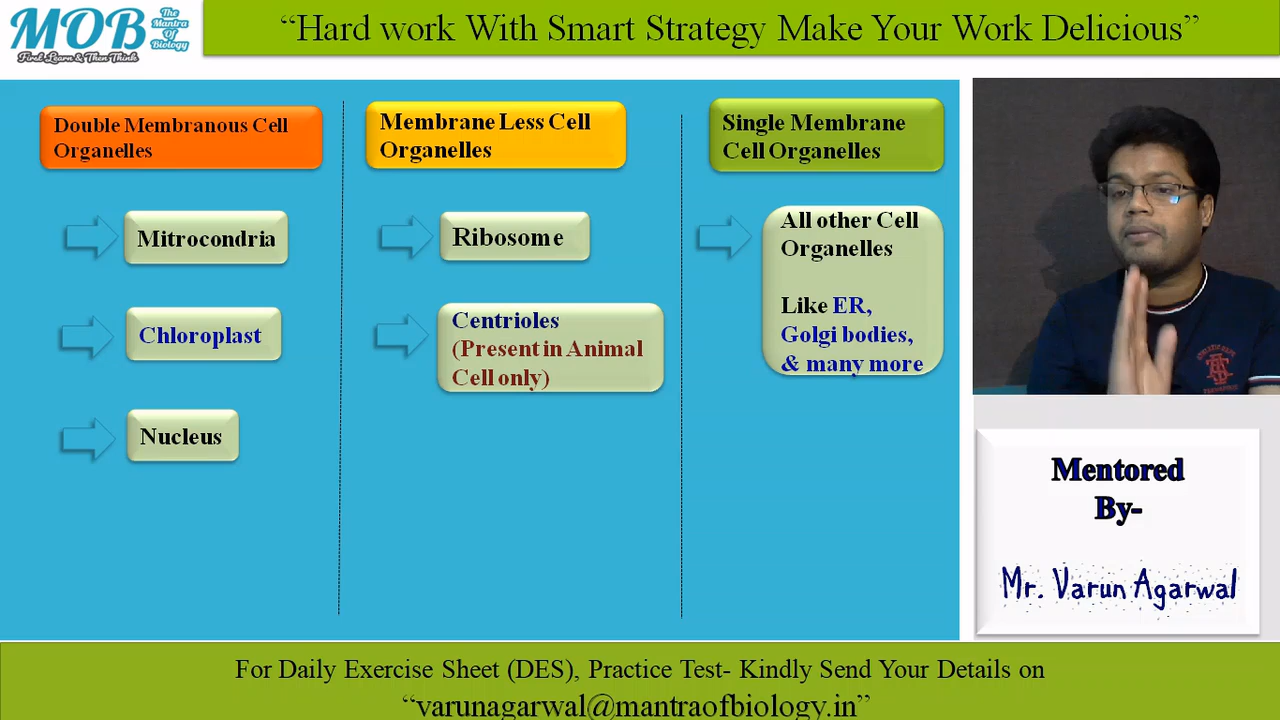 MOB
The
Mantra
Of
Biology
First Learn & Then Think
“Hard work With Smart Strategy Make Your Work Delicious”
Double Membranous Cell
Organelles
Mitrocondria
Chloroplast
Nucleus
Membrane Less Cell
Organelles
Ribosome
Centrioles
(Present in Animal
Cell only)
Single Membrane
Cell Organelles
All other Cell
Organelles
Like ER,
Golgi bodies,
& many more
Mentored
By-
Mr. Varun Agarwal
For Daily Exercise Sheet (DES), Practice Test- Kindly Send Your Details on
“varunagarwal@mantraofbiology.in”